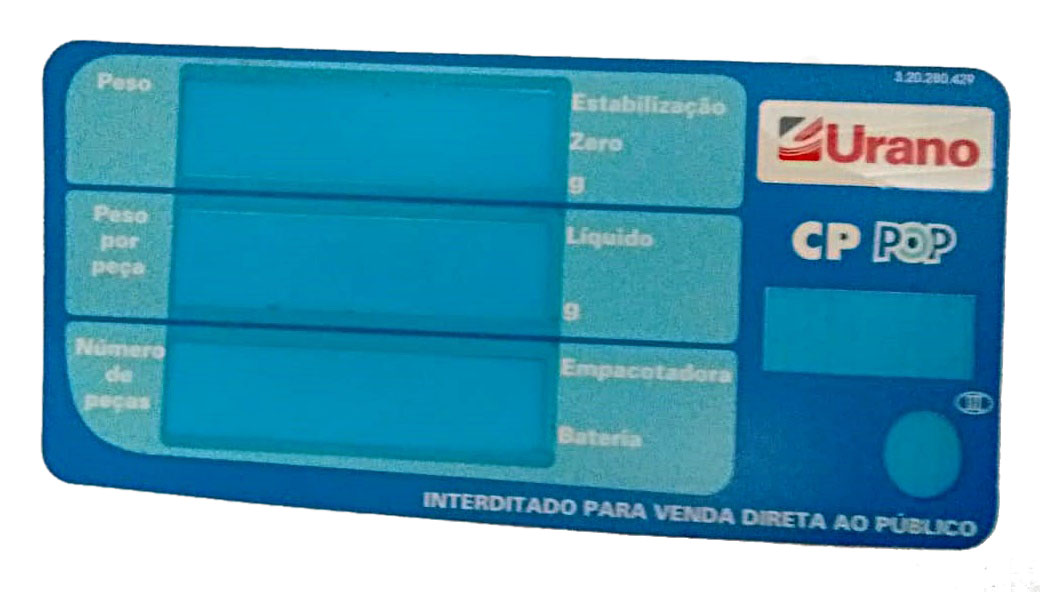 3.20.280.429
Peso
Estabilização
Zero
g
Urano
Peso
por
peça
Líquido
g
CP POP
Número
de
peças
Empacotadora
Bateria
III
INTERDITADO PARA VENDA DIRETA AO PÚBLICO